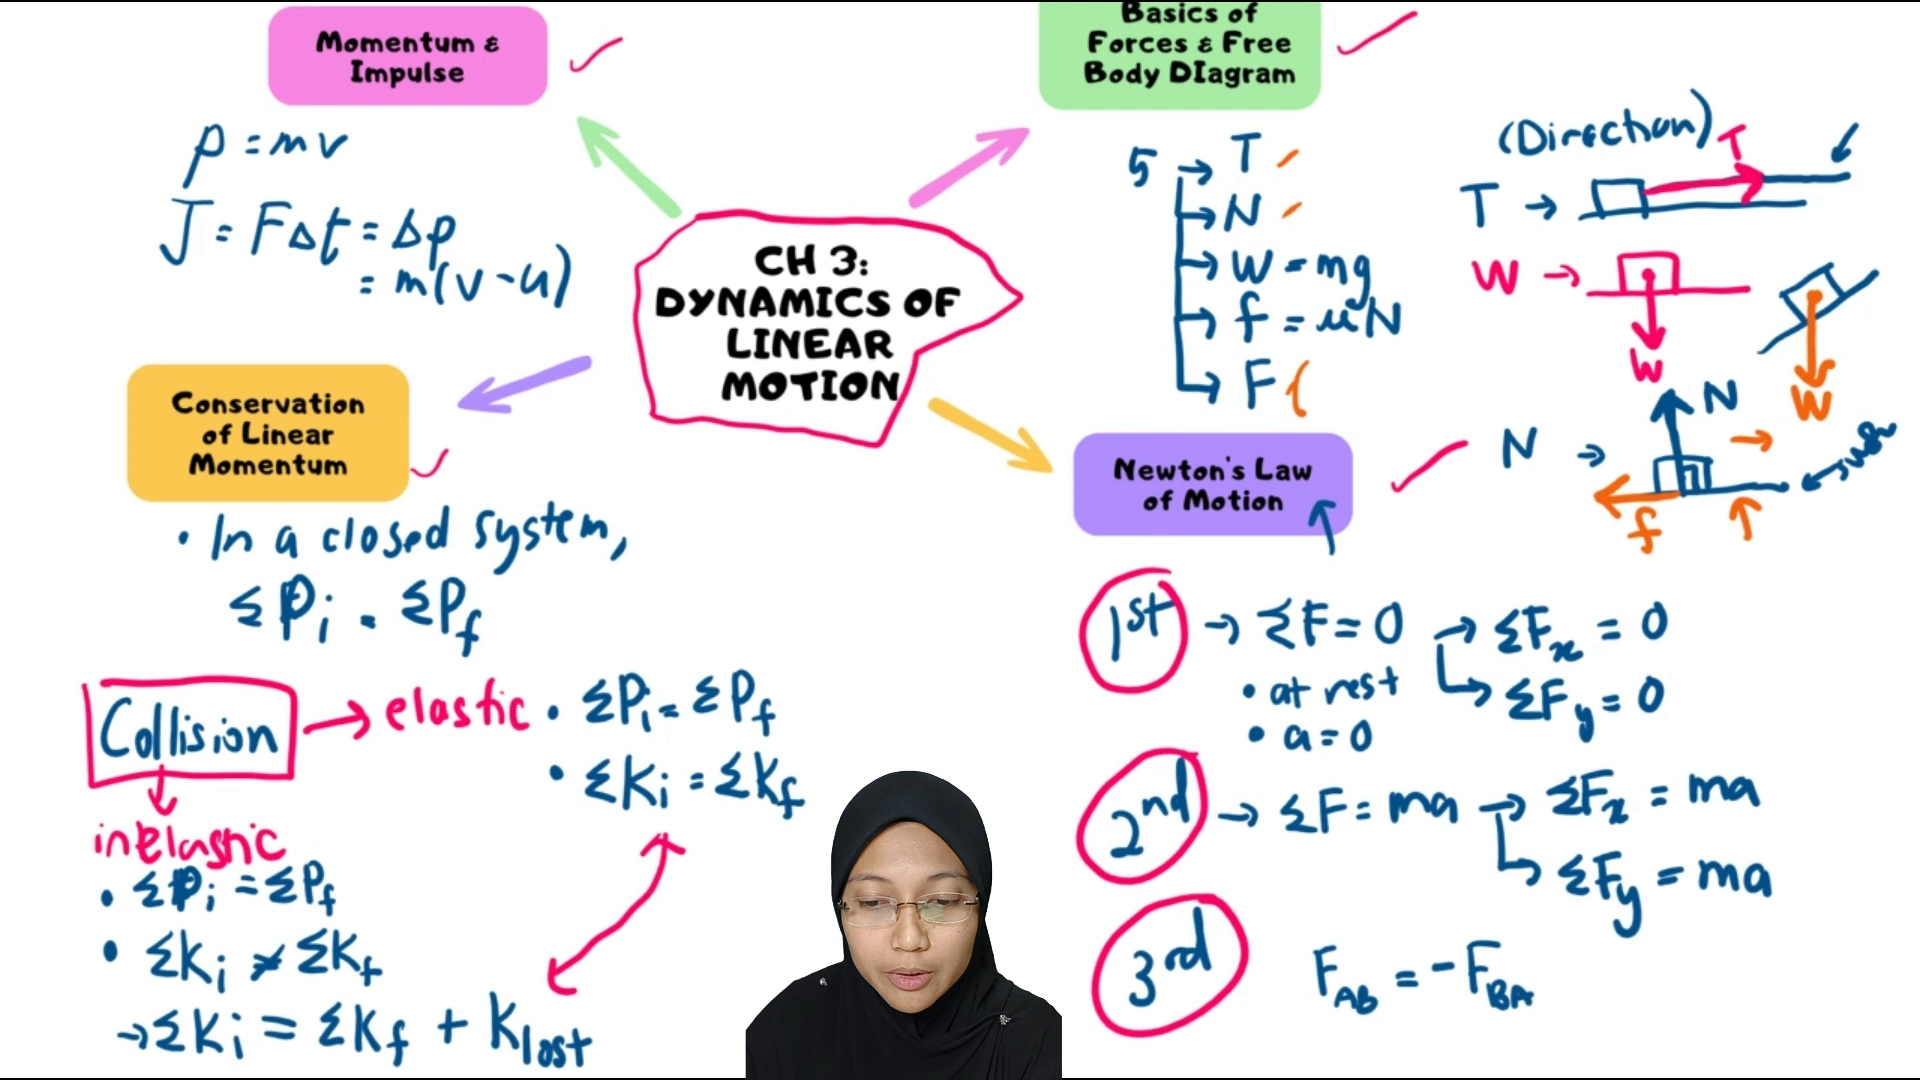 Momentum &
Impulse
p = mv
J = FΔt = Δp
= m(v-u)
Basics of
Forces & Free
Body DIagram
5 → T
→ N
→ W = mg
→ f = μN
→ F
(Direction)
T →
T
W →
W
W
N →
N
f
CH 3:
DYNAMICS OF
LINEAR
MOTION
Conservation
of Linear
Momentum
• In a closed system,
ΣPi = ΣPf
Collision → elastic • ΣPi = ΣPf
• ΣKi = ΣKf
inelastic
• ΣPi = ΣPf
• ΣKi ≠ ΣKf
→ ΣKi = ΣKf + Klost
Newton's Law
of Motion
1st → ΣF = 0 → ΣFx = 0
→ ΣFy = 0
• at rest
• a = 0
2nd → ΣF = ma → ΣFx = ma
→ ΣFy = ma
3rd FAB = -FBA